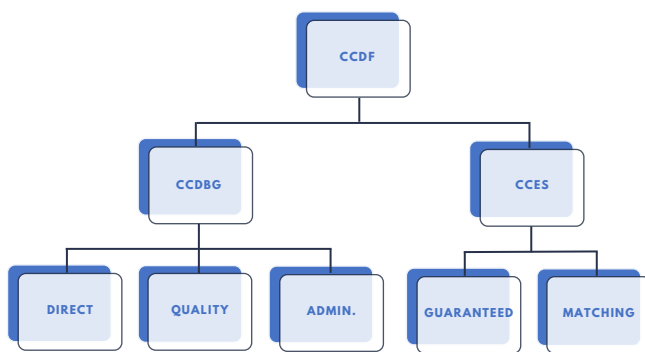 CCDF
CCDBG
CCES
DIRECT
QUALITY
ADMIN.
GUARANTEED
MATCHING